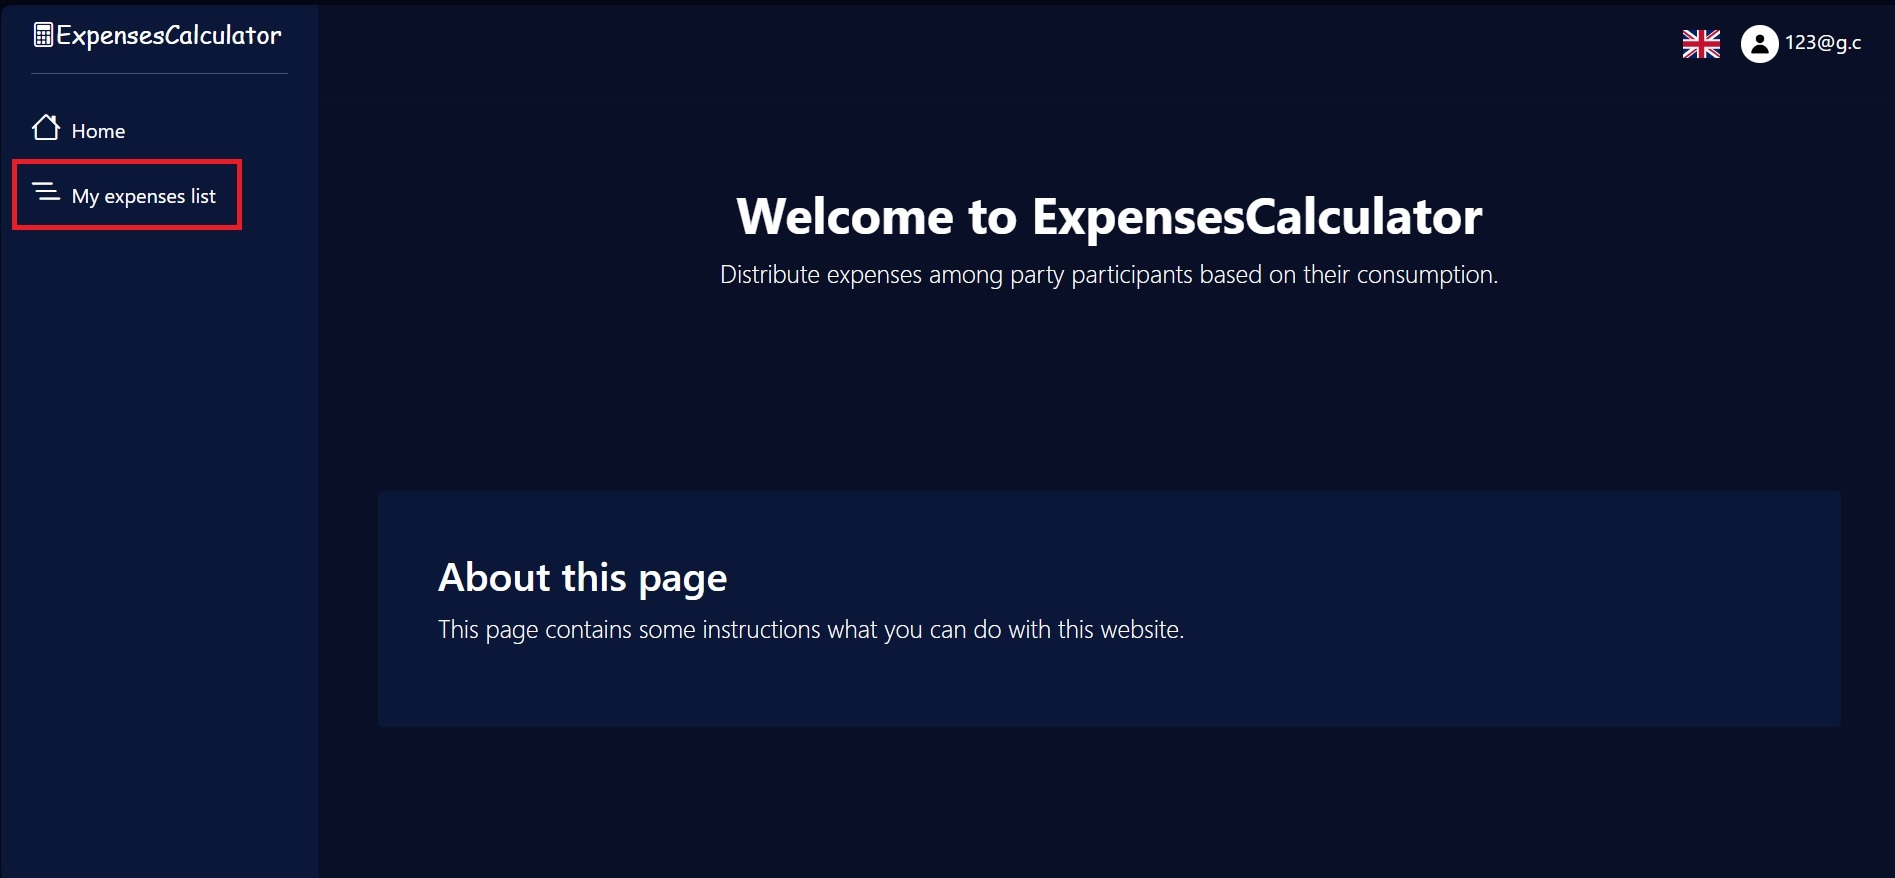 ExpensesCalculator
123@g.c
Home
My expenses list
Welcome to ExpensesCalculator
Distribute expenses among party participants based on their consumption.
About this page
This page contains some instructions what you can do with this website.